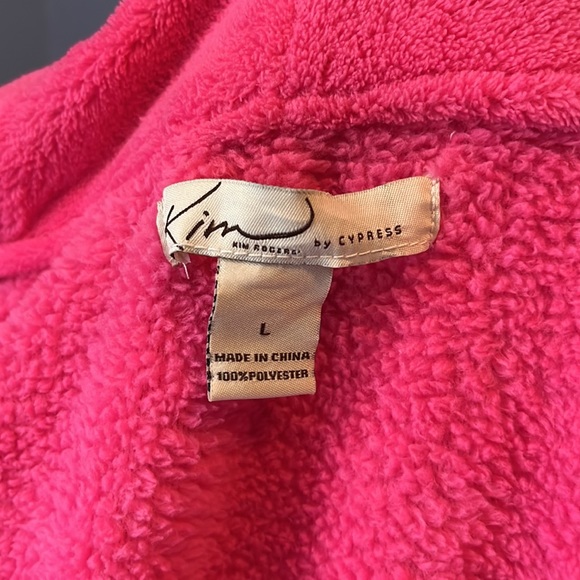 Kim
KIM ROGERS® by CYPRESS
L
MADE IN CHINA
100%POLYESTER